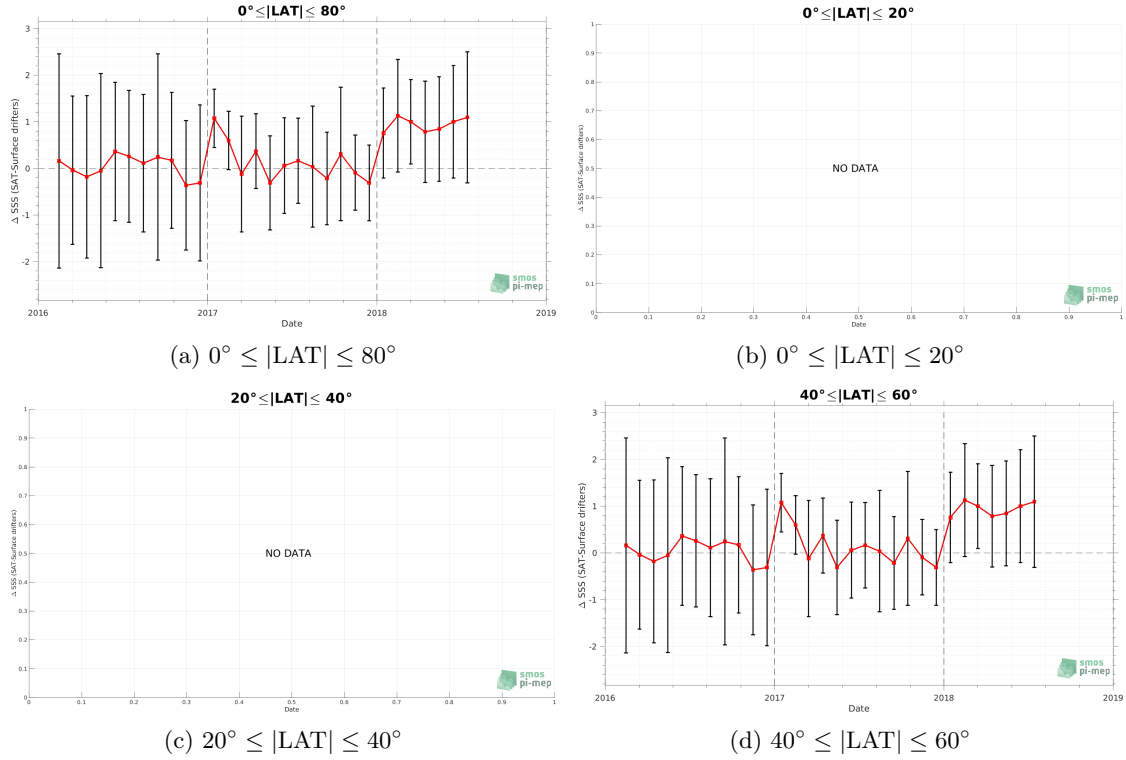 0°≤|LAT|≤ 80°
3
2
1
0
-1
-2
Δ SSS (SAT-Surface drifters)
2016
2017
2018
2019
Date
smos
pi-mep
(a) 0° ≤ |LAT| ≤ 80°
0°≤|LAT|≤ 20°
1
0.9
0.8
0.7
0.6
0.5
0.4
0.3
0.2
0.1
0
Δ SSS (SAT-Surface drifters)
NO DATA
0
0.1
0.2
0.3
0.4
0.5
0.6
0.7
0.8
0.9
1
Date
smos
pi-mep
(b) 0° ≤ |LAT| ≤ 20°
20°≤|LAT|≤ 40°
1
0.9
0.8
0.7
0.6
0.5
0.4
0.3
0.2
0.1
0
Δ SSS (SAT-Surface drifters)
NO DATA
0
0.1
0.2
0.3
0.4
0.5
0.6
0.7
0.8
0.9
1
Date
smos
pi-mep
(c) 20° ≤ |LAT| ≤ 40°
40°≤|LAT|≤ 60°
3
2
1
0
-1
-2
Δ SSS (SAT-Surface drifters)
2016
2017
2018
2019
Date
smos
pi-mep
(d) 40° ≤ |LAT| ≤ 60°